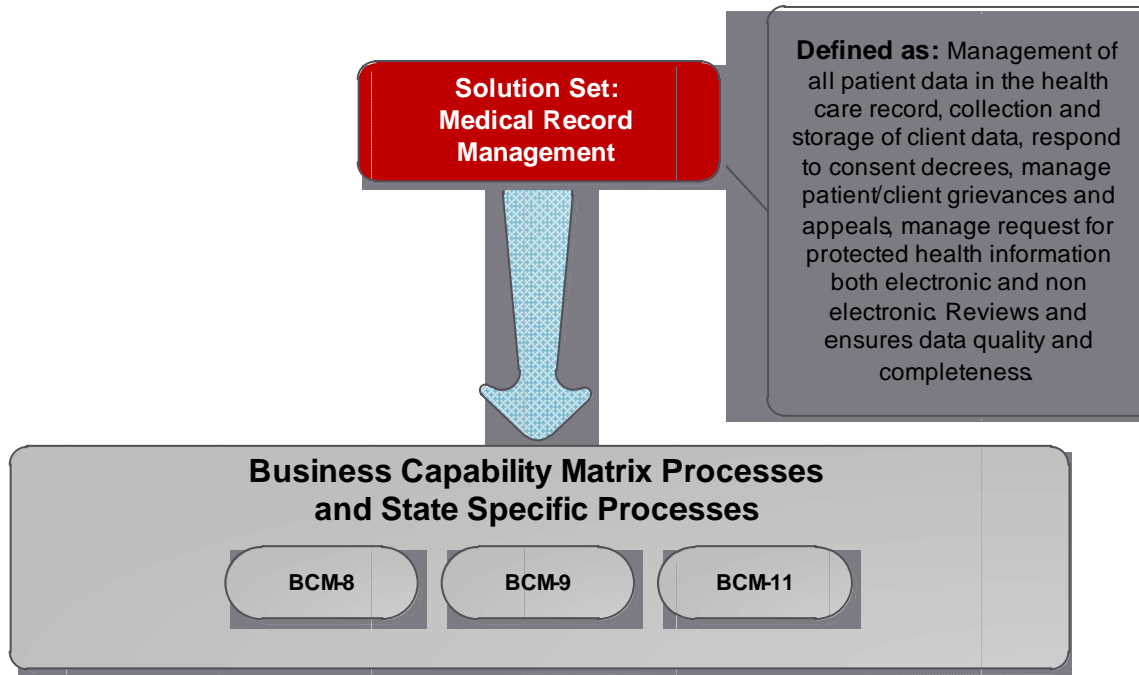 Solution Set:
Medical Record
Management
Defined as: Management of
all patient data in the health
care record, collection and
storage of client data, respond
to consent decrees, manage
patient/client grievances and
appeals, manage request for
protected health information
both electronic and non
electronic. Reviews and
ensures data quality and
completeness.
Business Capability Matrix Processes
and State Specific Processes
BCM-8
BCM-9
BCM-11